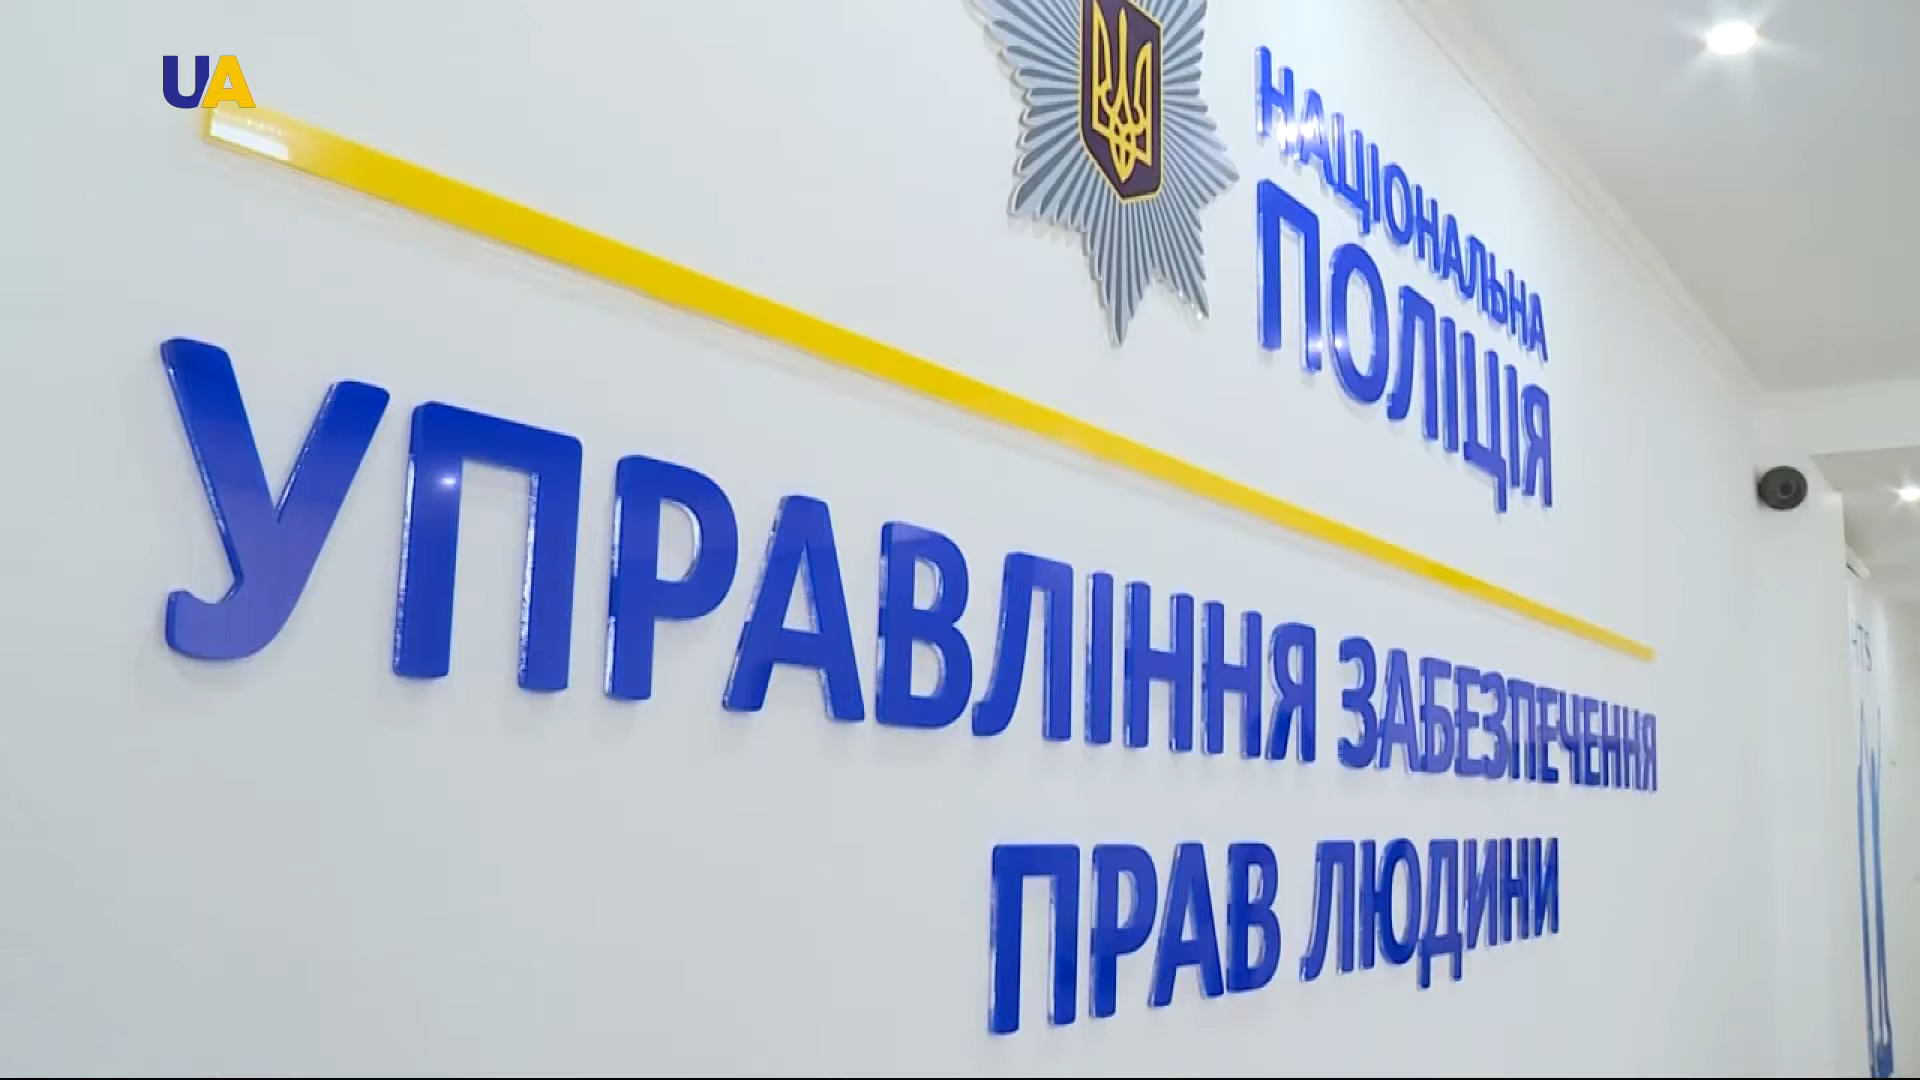 UA
НАЦІОНАЛЬНА
ПОЛІЦІЯ
УПРАВЛІННЯ ЗАБЕЗПЕЧЕННЯ
ПРАВ ЛЮДИНИ